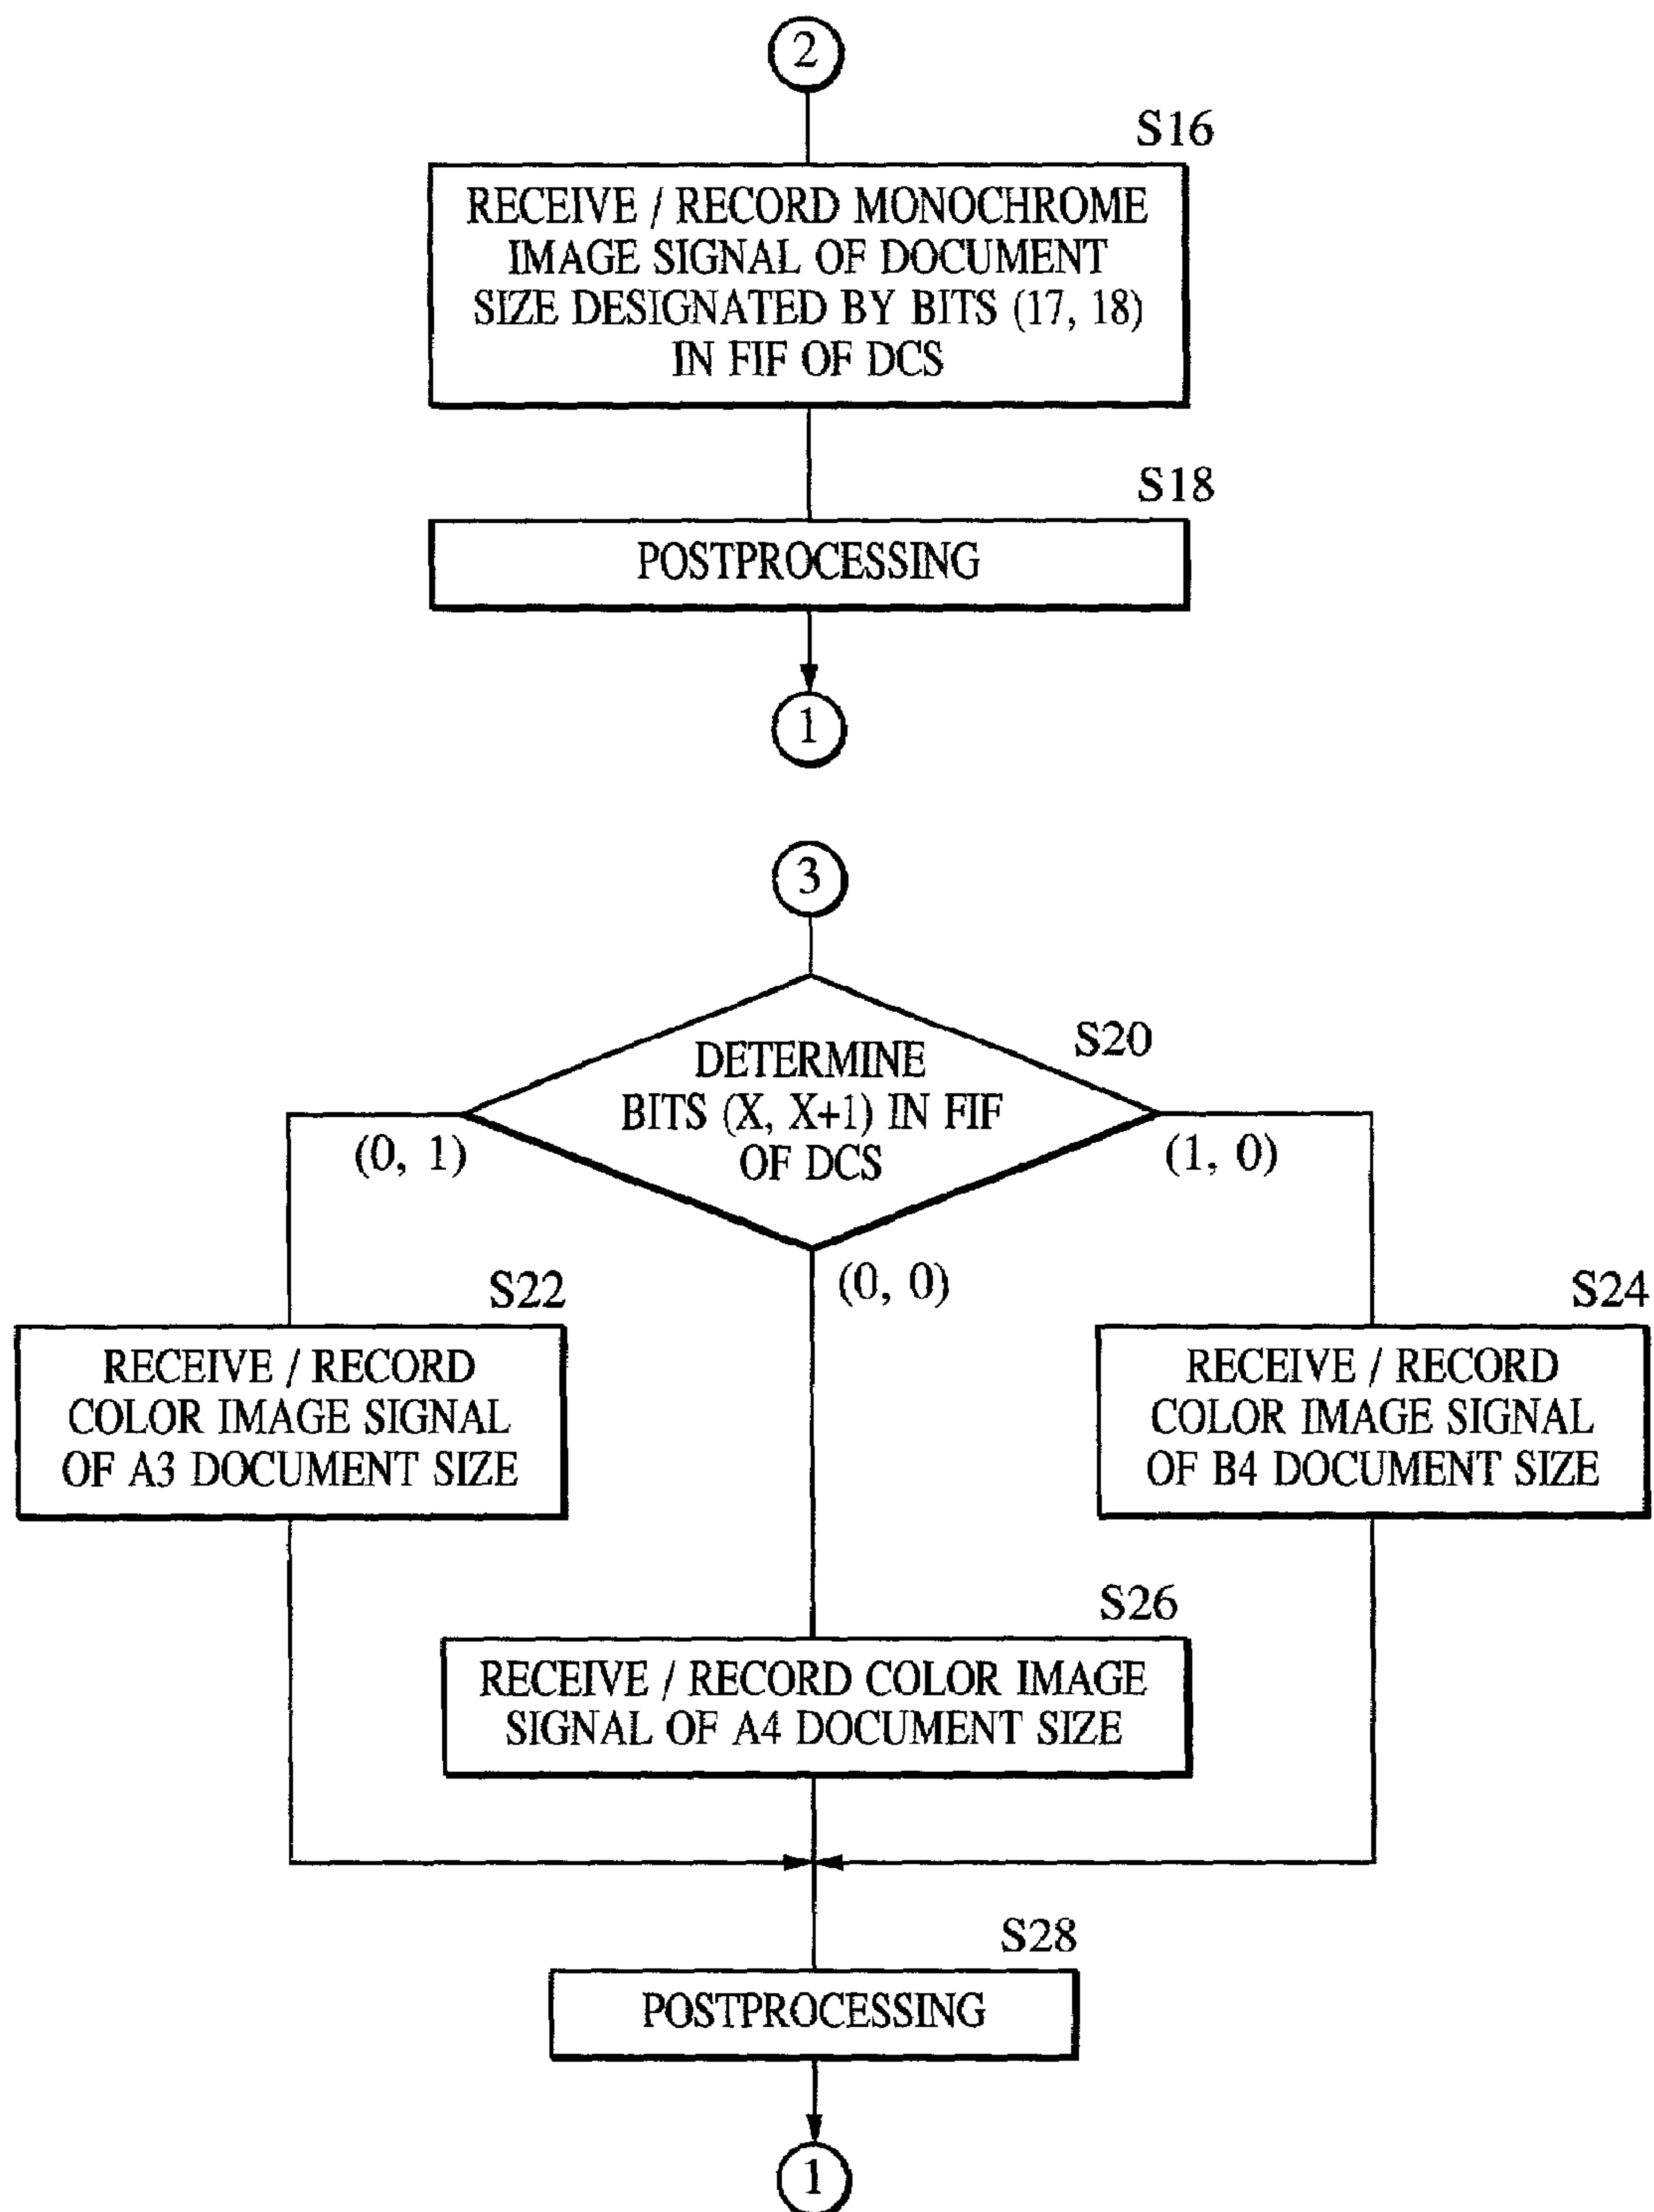 2
S16
RECEIVE / RECORD MONOCHROME
IMAGE SIGNAL OF DOCUMENT
SIZE DESIGNATED BY BITS (17, 18)
IN FIF OF DCS
S18
POSTPROCESSING
1
3
S20
DETERMINE
BITS (X, X+1) IN FIF
OF DCS
(0, 1)
(1, 0)
(0, 0)
S22
RECEIVE / RECORD
COLOR IMAGE SIGNAL
OF A3 DOCUMENT SIZE
S24
RECEIVE / RECORD
COLOR IMAGE SIGNAL
OF B4 DOCUMENT SIZE
S26
RECEIVE / RECORD COLOR IMAGE
SIGNAL OF A4 DOCUMENT SIZE
S28
POSTPROCESSING
1